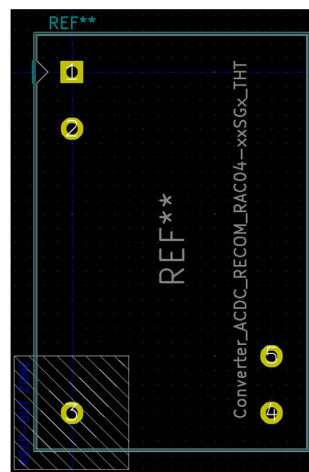 REF**
1
2
REF**
Converter_ACDC_RECOM_RAC04-xxSGx_THT
5
3
4